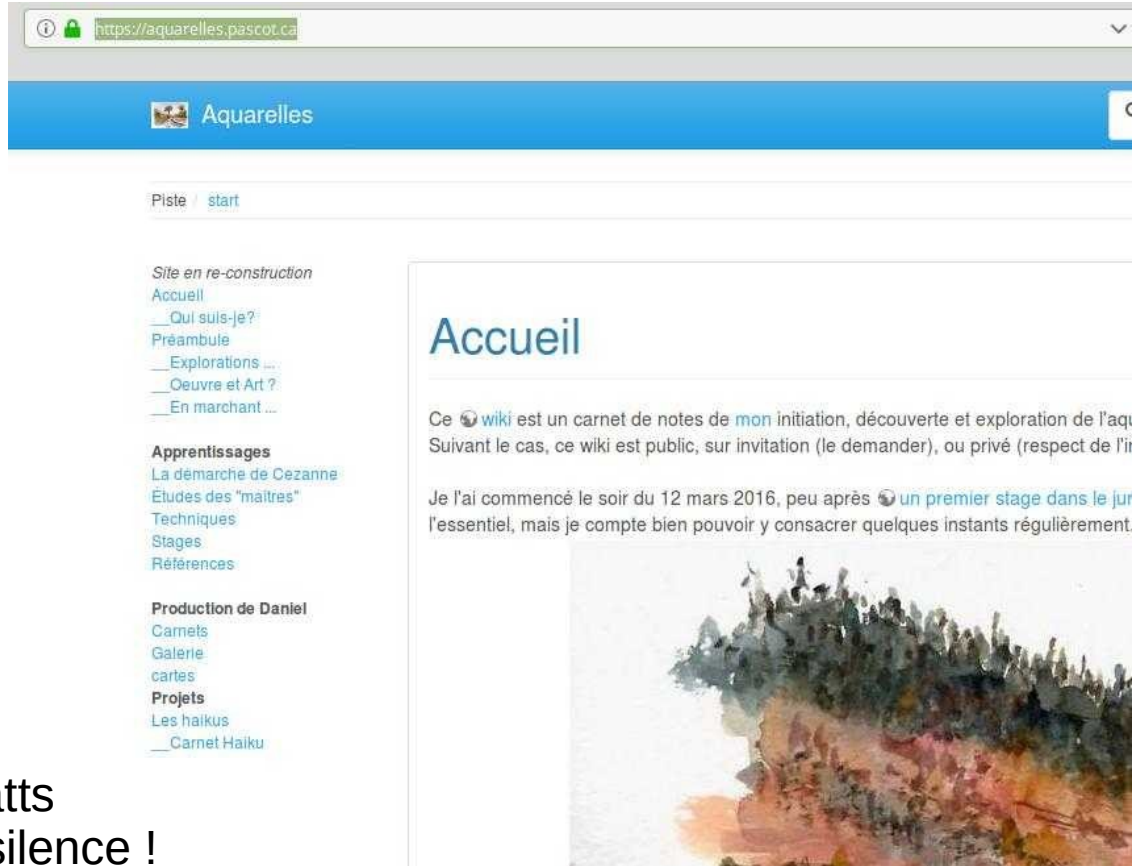 https://aquarelles.pascot.ca
Aquarelles
Piste / start
Site en re-construction
Accueil
__Qui suis-je?
Préambule
__Explorations ...
__Oeuvre et Art ?
__En marchant ...
Apprentissages
La démarche de Cezanne
Études des "maîtres"
Techniques
Stages
Références
Production de Daniel
Carnets
Galerie
cartes
Projets
Les haikus
__Carnet Haiku
Accueil
Ce wiki est un carnet de notes de mon initiation, découverte et exploration de l'aqu
Suivant le cas, ce wiki est public, sur invitation (le demander), ou privé (respect de l'i
Je l'ai commencé le soir du 12 mars 2016, peu après un premier stage dans le jur
l'essentiel, mais je compte bien pouvoir y consacrer quelques instants régulièrement.
atts
silence !